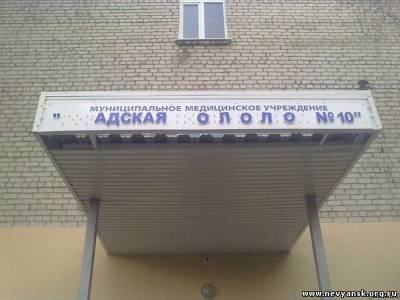 МУНИЦИПАЛЬНОЕ МЕДИЦИНСКОЕ УЧРЕЖДЕНИЕ
" АДСКАЯ ОЛОЛО №10"
www.nevyansk.org.ru